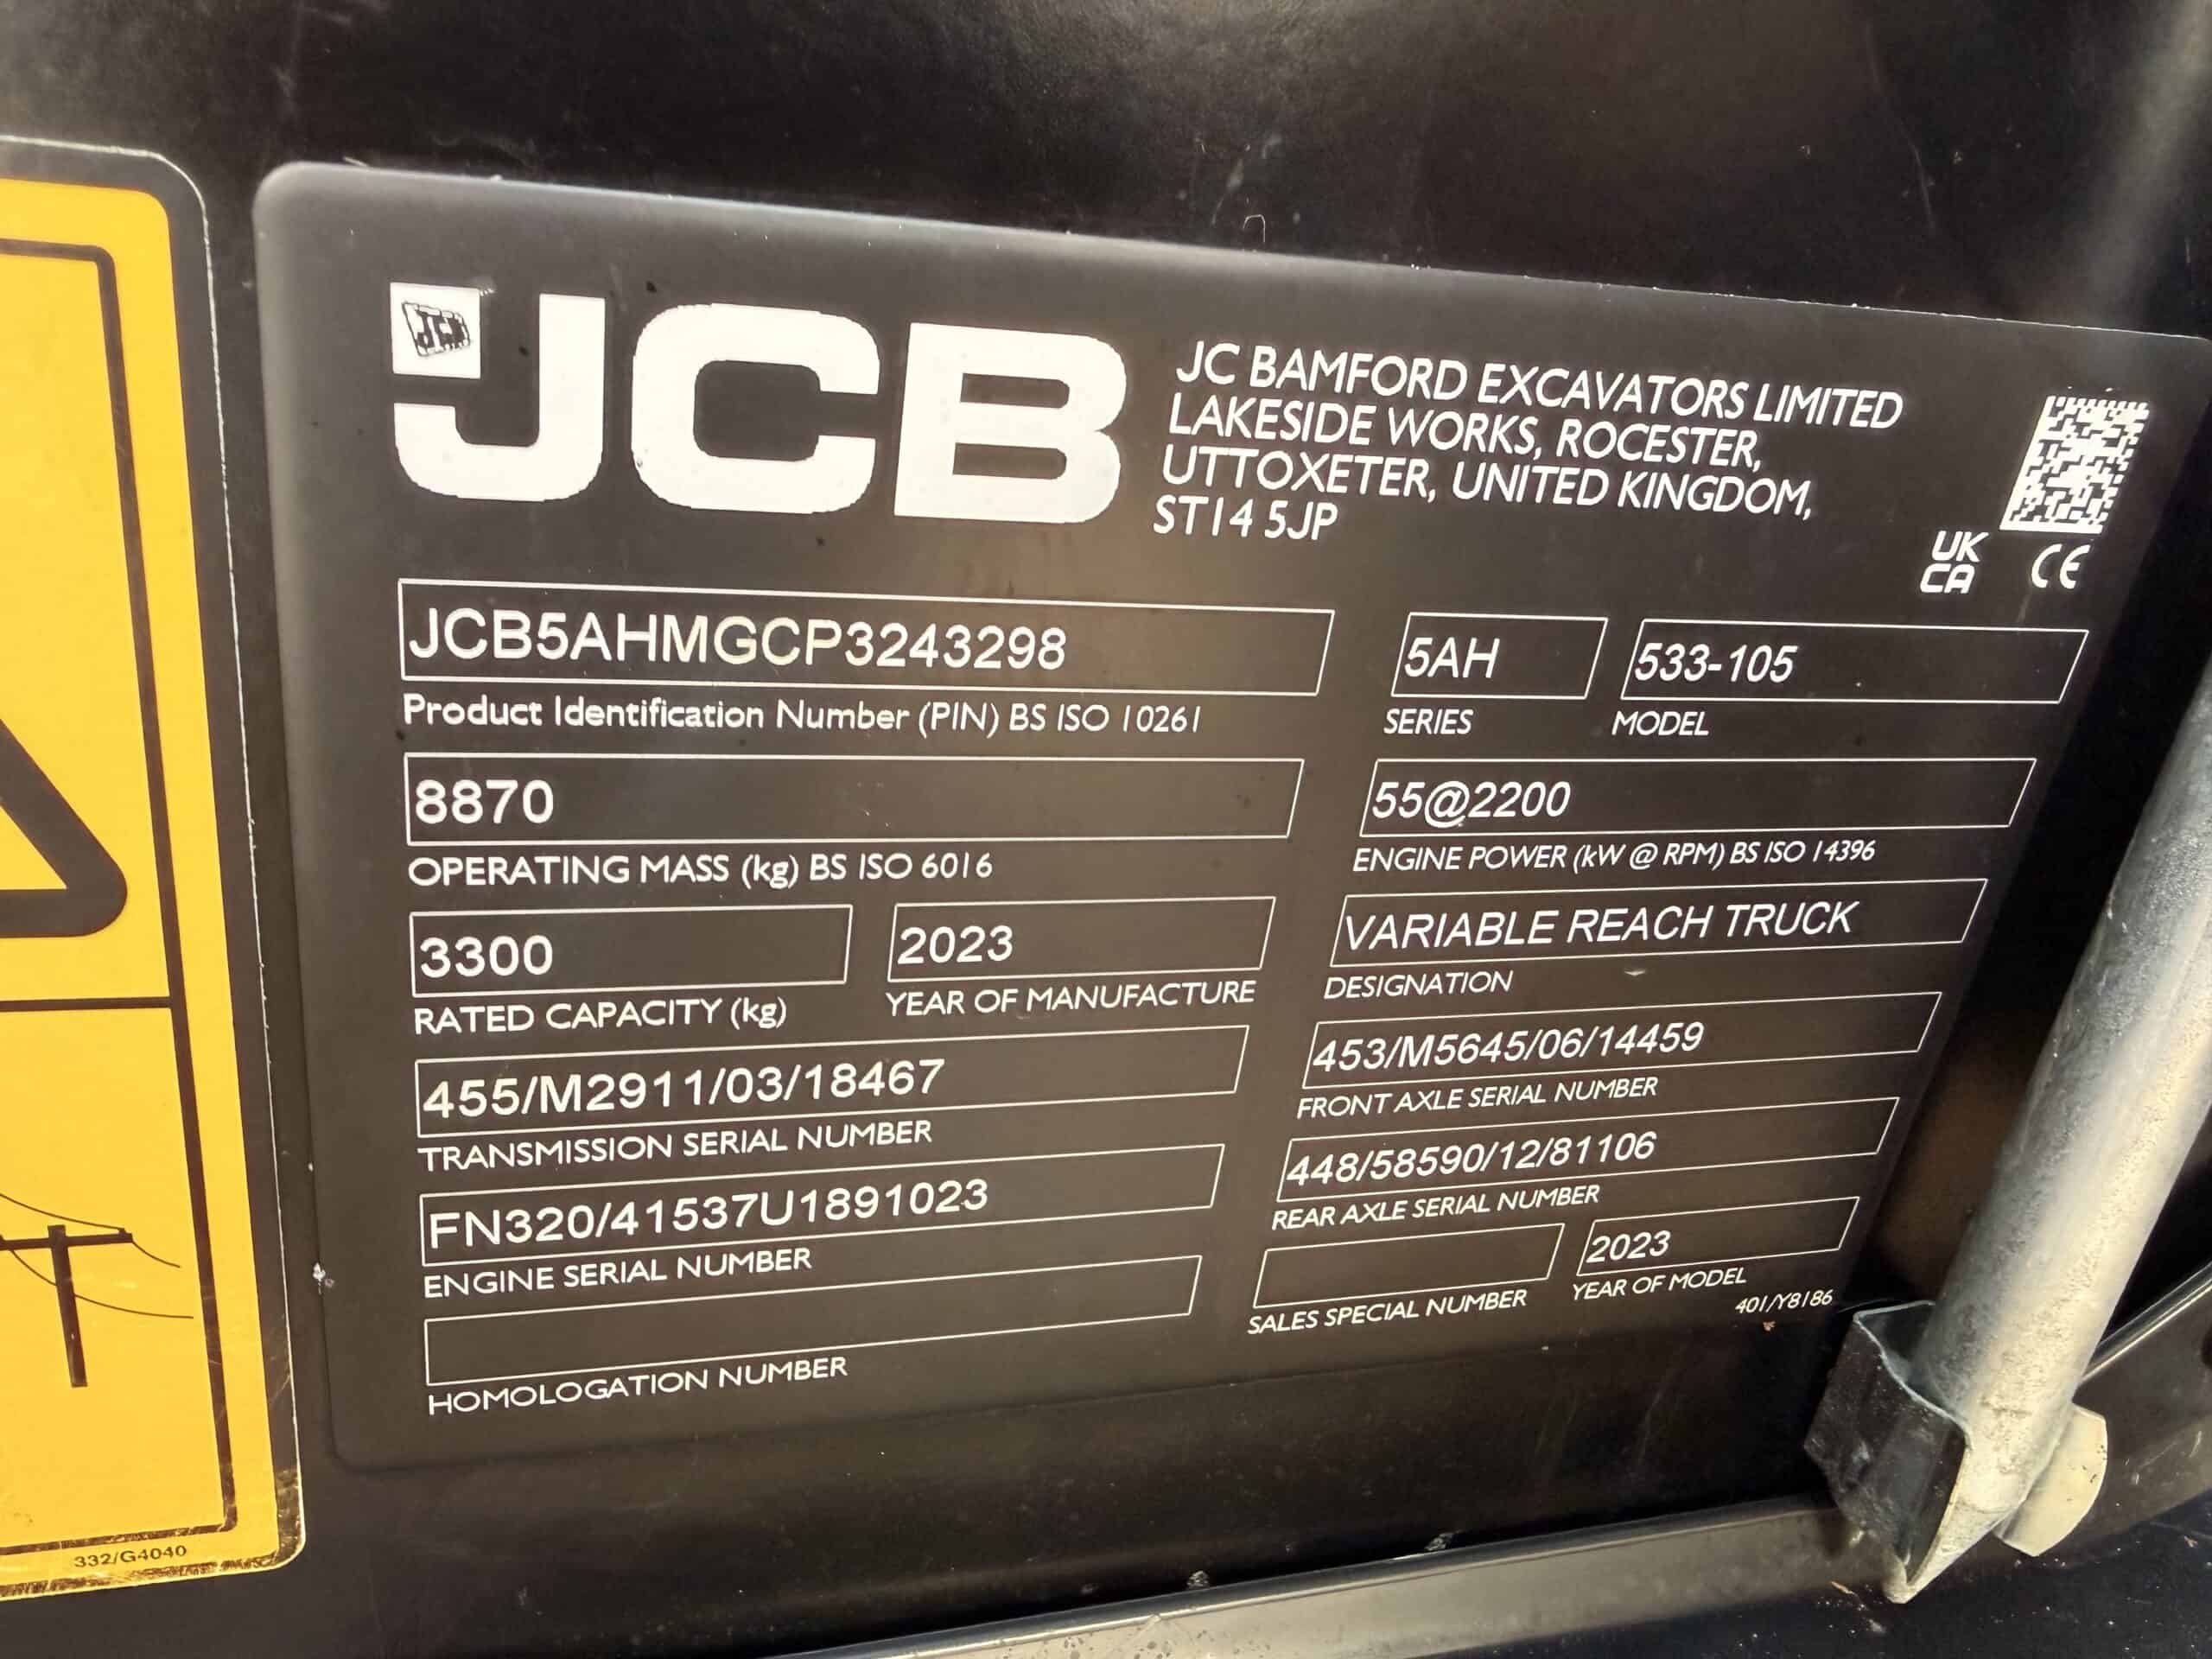 JCB
JCB
JC BAMFORD EXCAVATORS LIMITED
LAKESIDE WORKS, ROCESTER,
UTTOXETER, UNITED KINGDOM,
ST14 5JP
UK
CA
CE
JCB5AHMGCP3243298
Product Identification Number (PIN) BS ISO 10261
5AH
SERIES
533-105
MODEL
8870
OPERATING MASS (kg) BS ISO 6016
55@2200
ENGINE POWER (kW @ RPM) BS ISO 14396
3300
RATED CAPACITY (kg)
2023
YEAR OF MANUFACTURE
VARIABLE REACH TRUCK
DESIGNATION
455/M2911/03/18467
TRANSMISSION SERIAL NUMBER
453/M5645/06/14459
FRONT AXLE SERIAL NUMBER
FN320/41537U1891023
ENGINE SERIAL NUMBER
448/58590/12/81106
REAR AXLE SERIAL NUMBER
HOMOLOGATION NUMBER
SALES SPECIAL NUMBER
2023
YEAR OF MODEL
401/Y8186
332/G4040